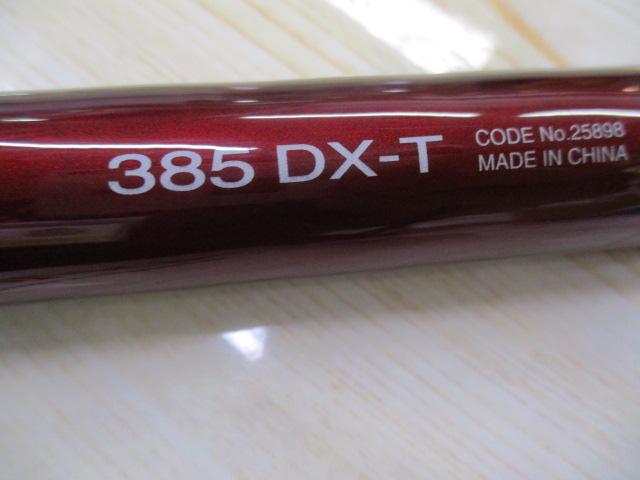 385 DX-T
CODE No.25898
MADE IN CHINA